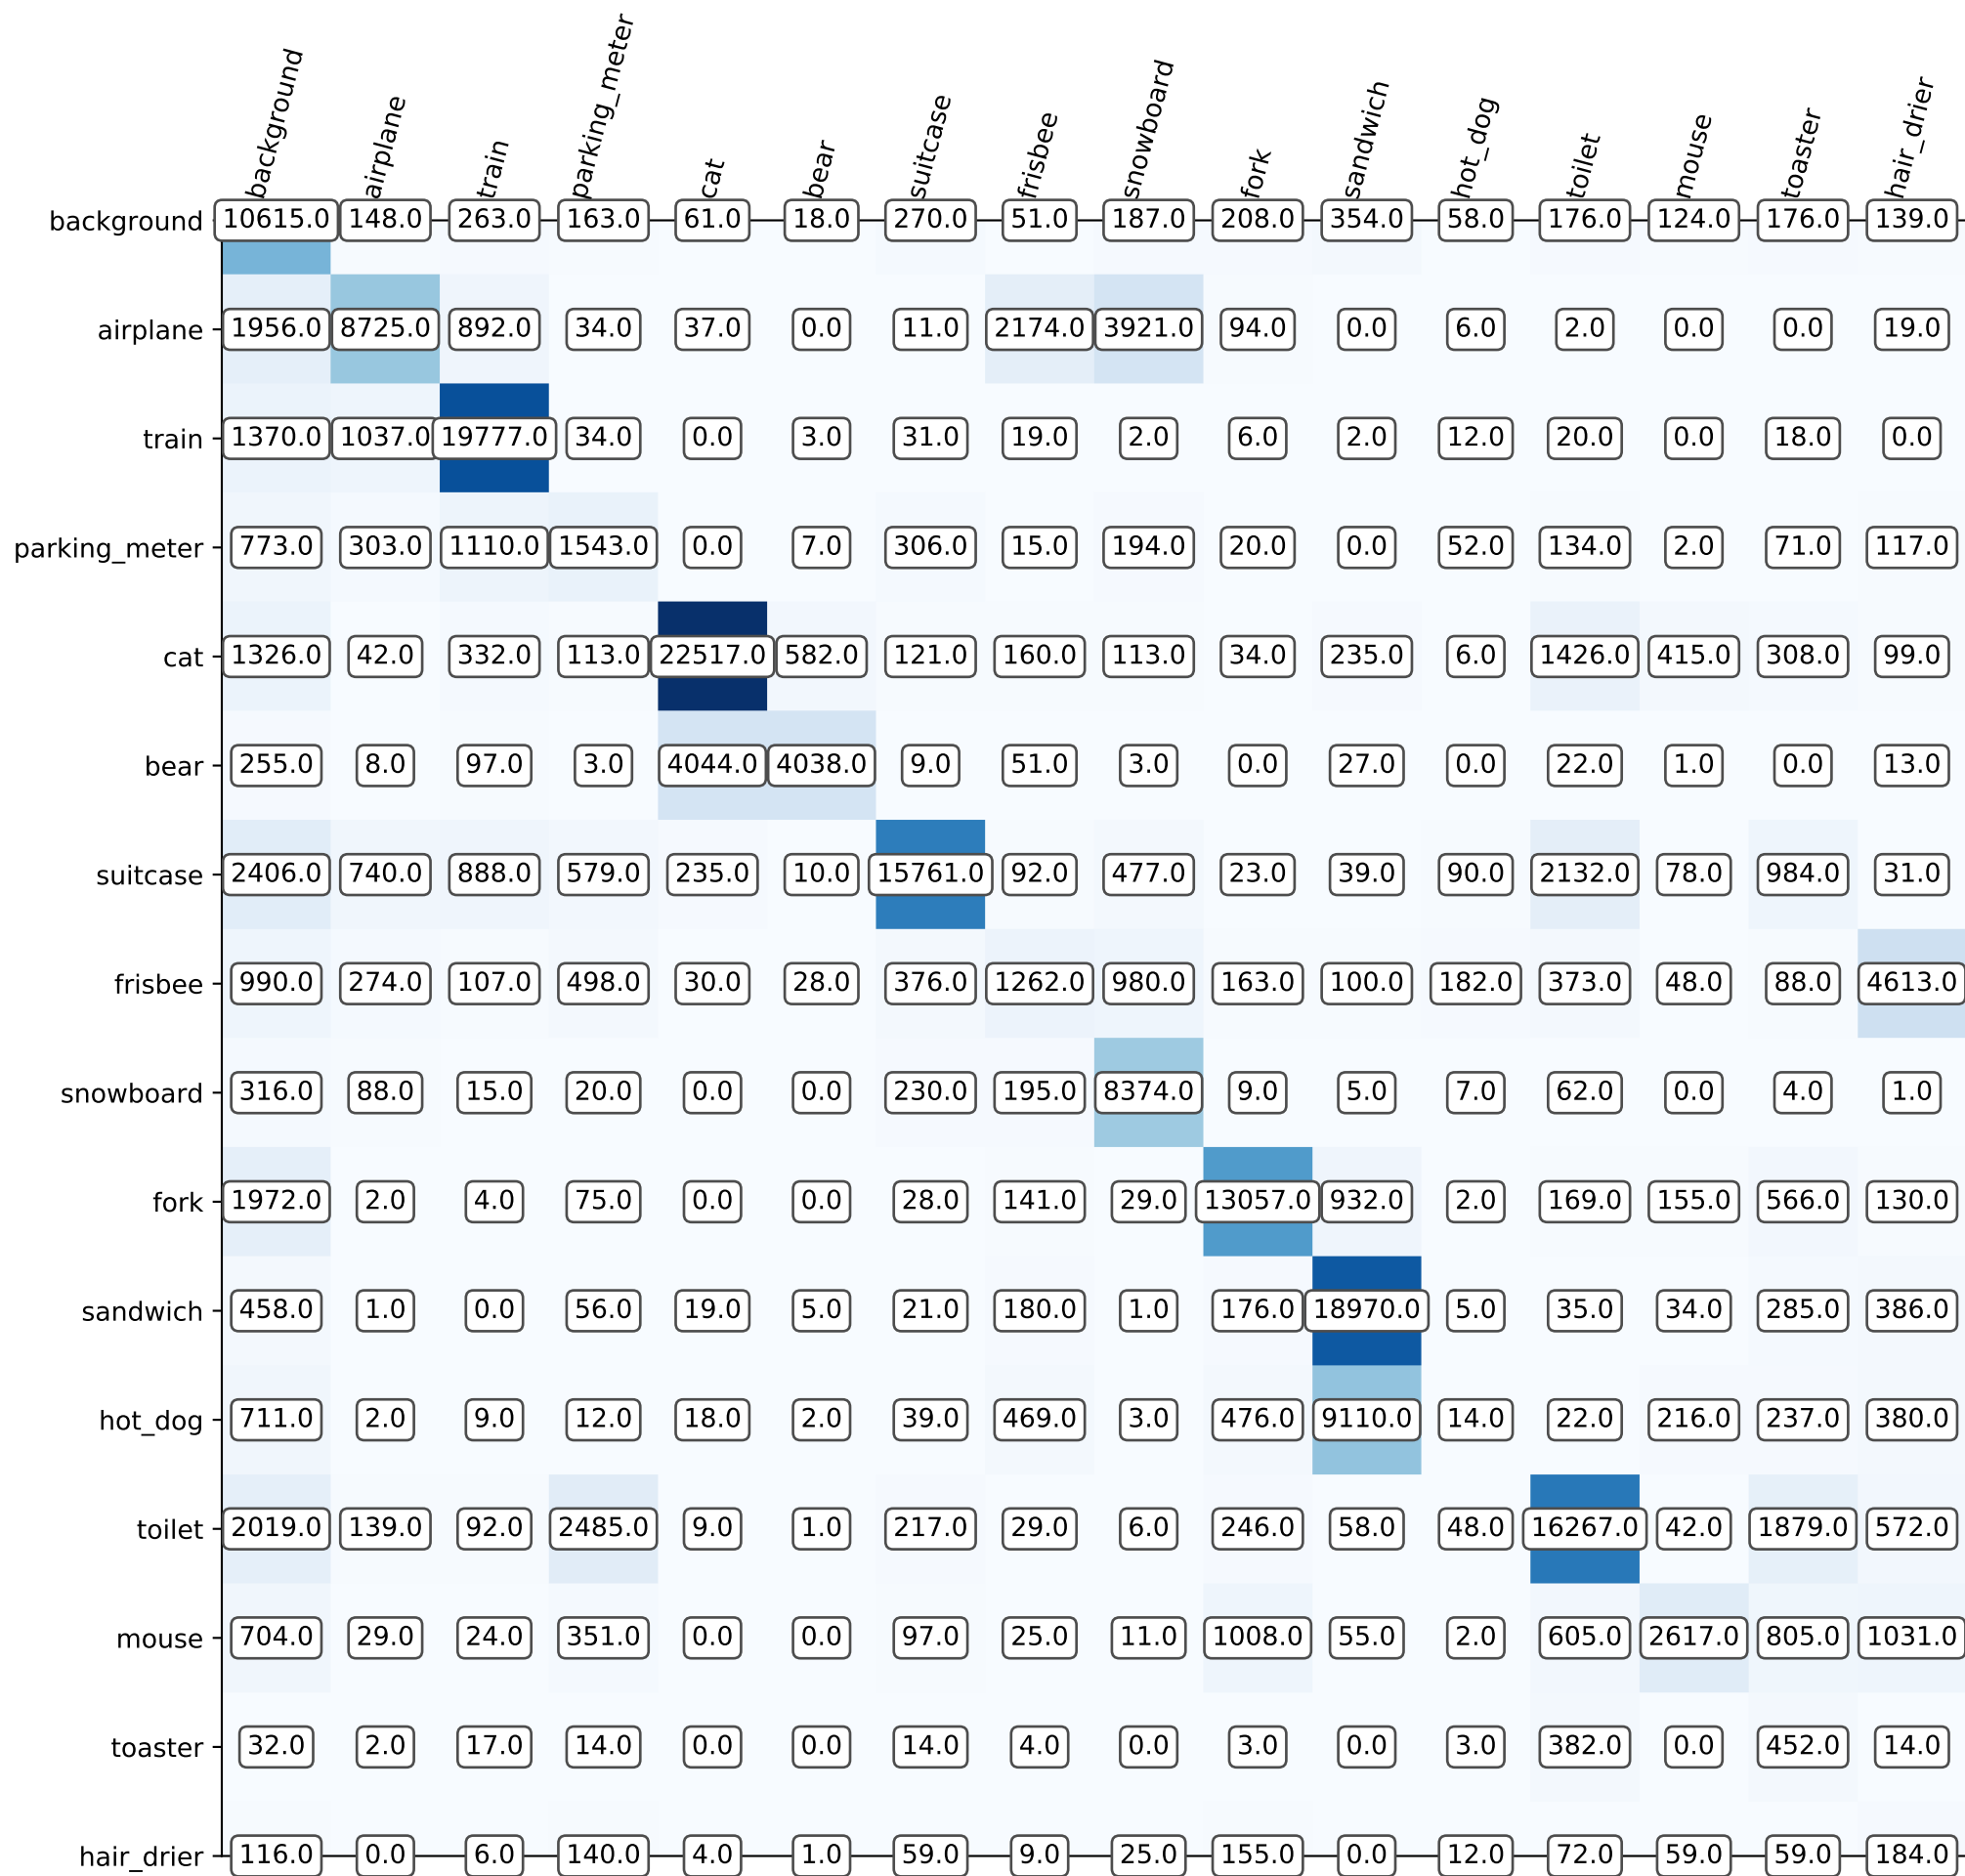 background airplane train parking_meter cat bear suitcase frisbee snowboard fork sandwich hot_dog toilet mouse toaster hair_drier
background 10615.0 148.0 263.0 163.0 61.0 18.0 270.0 51.0 187.0 208.0 354.0 58.0 176.0 124.0 176.0 139.0
airplane 1956.0 8725.0 892.0 34.0 37.0 0.0 11.0 2174.0 3921.0 94.0 0.0 6.0 2.0 0.0 0.0 19.0
train 1370.0 1037.0 19777.0 34.0 0.0 3.0 31.0 19.0 2.0 6.0 2.0 12.0 20.0 0.0 18.0 0.0
parking_meter 773.0 303.0 1110.0 1543.0 0.0 7.0 306.0 15.0 194.0 20.0 0.0 52.0 134.0 2.0 71.0 117.0
cat 1326.0 42.0 332.0 113.0 22517.0 582.0 121.0 160.0 113.0 34.0 235.0 6.0 1426.0 415.0 308.0 99.0
bear 255.0 8.0 97.0 3.0 4044.0 4038.0 9.0 51.0 3.0 0.0 27.0 0.0 22.0 1.0 0.0 13.0
suitcase 2406.0 740.0 888.0 579.0 235.0 10.0 15761.0 92.0 477.0 23.0 39.0 90.0 2132.0 78.0 984.0 31.0
frisbee 990.0 274.0 107.0 498.0 30.0 28.0 376.0 1262.0 980.0 163.0 100.0 182.0 373.0 48.0 88.0 4613.0
snowboard 316.0 88.0 15.0 20.0 0.0 0.0 230.0 195.0 8374.0 9.0 5.0 7.0 62.0 0.0 4.0 1.0
fork 1972.0 2.0 4.0 75.0 0.0 0.0 28.0 141.0 29.0 13057.0 932.0 2.0 169.0 155.0 566.0 130.0
sandwich 458.0 1.0 0.0 56.0 19.0 5.0 21.0 180.0 1.0 176.0 18970.0 5.0 35.0 34.0 285.0 386.0
hot_dog 711.0 2.0 9.0 12.0 18.0 2.0 39.0 469.0 3.0 476.0 9110.0 14.0 22.0 216.0 237.0 380.0
toilet 2019.0 139.0 92.0 2485.0 9.0 1.0 217.0 29.0 6.0 246.0 58.0 48.0 16267.0 42.0 1879.0 572.0
mouse 704.0 29.0 24.0 351.0 0.0 0.0 97.0 25.0 11.0 1008.0 55.0 2.0 605.0 2617.0 805.0 1031.0
toaster 32.0 2.0 17.0 14.0 0.0 0.0 14.0 4.0 0.0 3.0 0.0 3.0 382.0 0.0 452.0 14.0
hair_drier 116.0 0.0 6.0 140.0 4.0 1.0 59.0 9.0 25.0 155.0 0.0 12.0 72.0 59.0 59.0 184.0